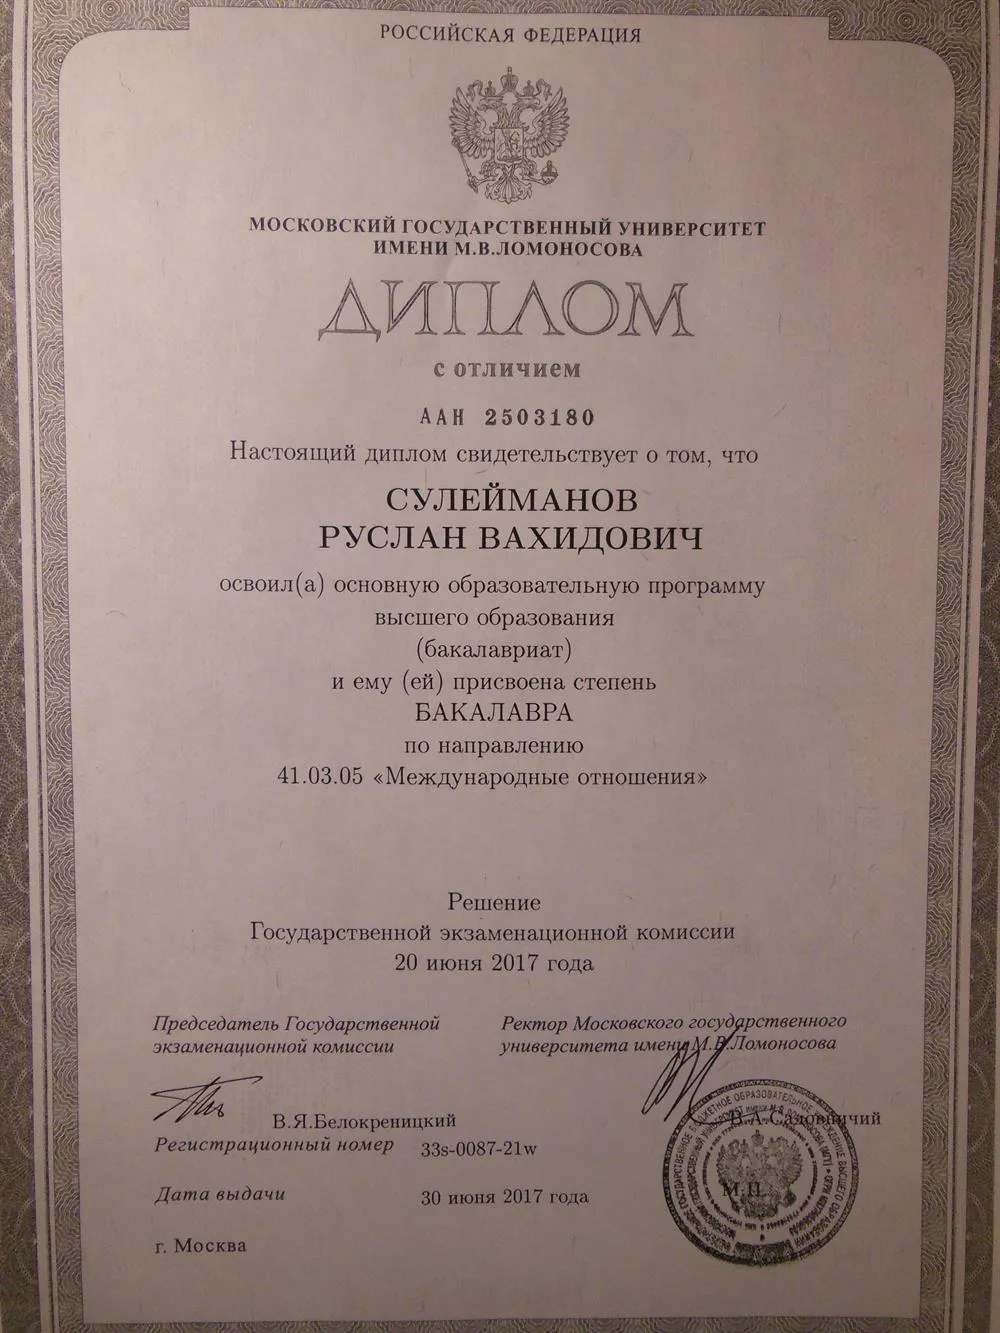 РОССИЙСКАЯ ФЕДЕРАЦИЯ
МОСКОВСКИЙ ГОСУДАРСТВЕННЫЙ УНИВЕРСИТЕТ
ИМЕНИ М.В.ЛОМОНОСОВА
ДИПЛОМ
с отличием
ААН 2503180
Настоящий диплом свидетельствует о том, что
СУЛЕЙМАНОВ
РУСЛАН ВАХИДОВИЧ
освоил(а) основную образовательную программу
высшего образования
(бакалавриат)
и ему (ей) присвоена степень
БАКАЛАВРА
по направлению
41.03.05 «Международные отношения»
Решение
Государственной экзаменационной комиссии
20 июня 2017 года
Председатель Государственной
экзаменационной комиссии
Ректор Московского государственного
университета имени М.В.Ломоносова
В.Я.Белокреницкий
В.А.Садовничий
Регистрационный номер 33s-0087-21w
М.П.
Дата выдачи 30 июня 2017 года
г. Москва